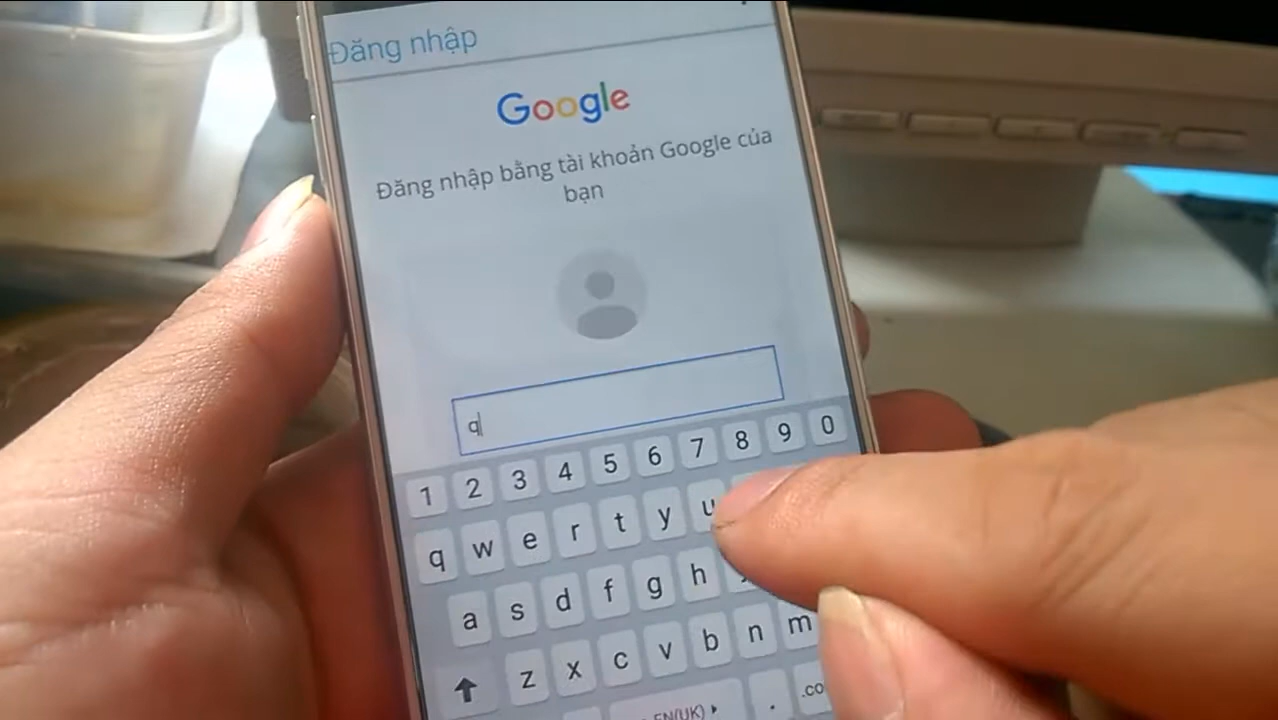 Đăng nhập
Google
Đăng nhập bằng tài khoản Google của
bạn
q
1 2 3 4 5 6 7 8 9 0
q w e r t y u
a s d f g h
z x c v b n m
EN(UK) . .co